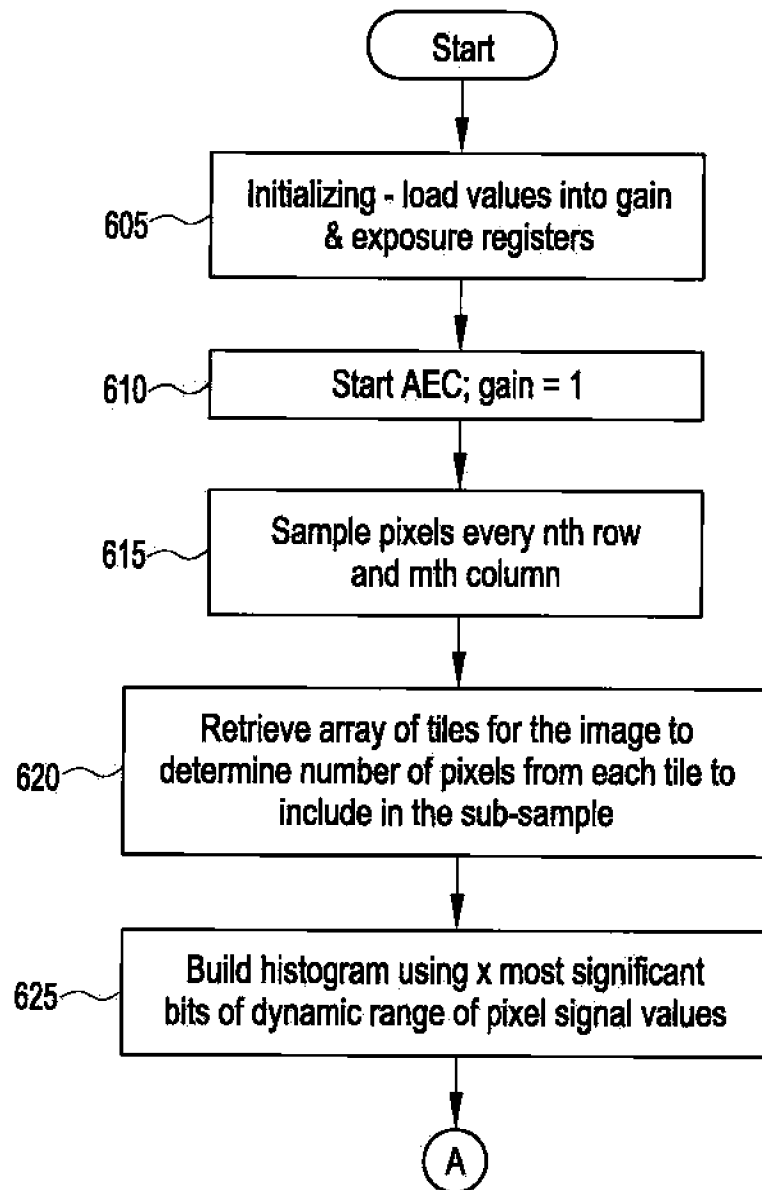 Start
605
Initializing - load values into gain
& exposure registers
610
Start AEC; gain = 1
615
Sample pixels every nth row
and mth column
620
Retrieve array of tiles for the image to
determine number of pixels from each tile to
include in the sub-sample
625
Build histogram using x most significant
bits of dynamic range of pixel signal values
A